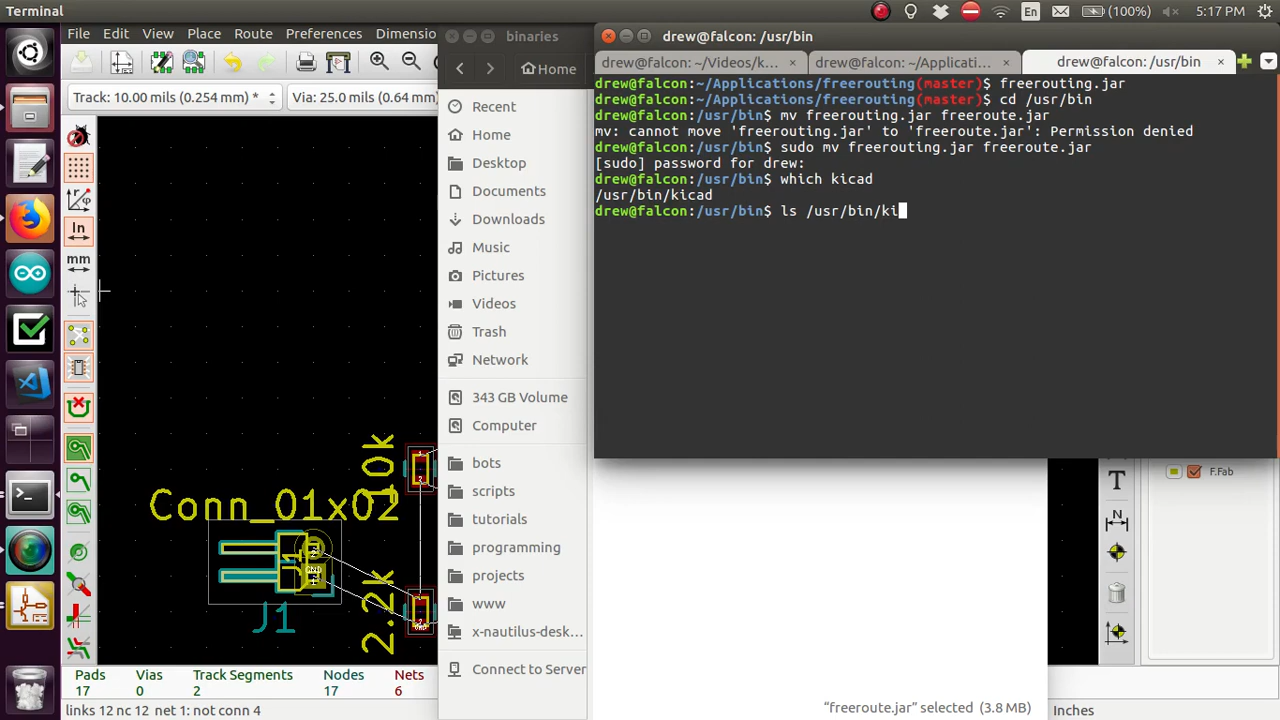 Terminal
En
(100%)
5:17 PM
File Edit View Place Route Preferences Dimensio
Track: 10.00 mils (0.254 mm) *
Via: 25.0 mils (0.64 mm)
In
mm
Conn_01x02
10k
2.2k
J1
GND
Pads
17
Vias
0
Track Segments
2
Nodes
17
Nets
6
links 12 nc 12 net 1: not conn 4
binaries
Home
Recent
Home
Desktop
Documents
Downloads
Music
Pictures
Videos
Trash
Network
343 GB Volume
Computer
bots
scripts
tutorials
programming
projects
www
x-nautilus-desk...
Connect to Server
drew@falcon: /usr/bin
drew@falcon: ~/Videos/k...
drew@falcon: ~/Applicati...
drew@falcon: /usr/bin
drew@falcon:~/Applications/freerouting(master)$ freerouting.jar
drew@falcon:~/Applications/freerouting(master)$ cd /usr/bin
drew@falcon:/usr/bin$ mv freerouting.jar freeroute.jar
mv: cannot move 'freerouting.jar' to 'freeroute.jar': Permission denied
drew@falcon:/usr/bin$ sudo mv freerouting.jar freeroute.jar
[sudo] password for drew:
drew@falcon:/usr/bin$ which kicad
/usr/bin/kicad
drew@falcon:/usr/bin$ ls /usr/bin/ki
F.Fab
T
N
“freeroute.jar” selected (3.8 MB)
Inches